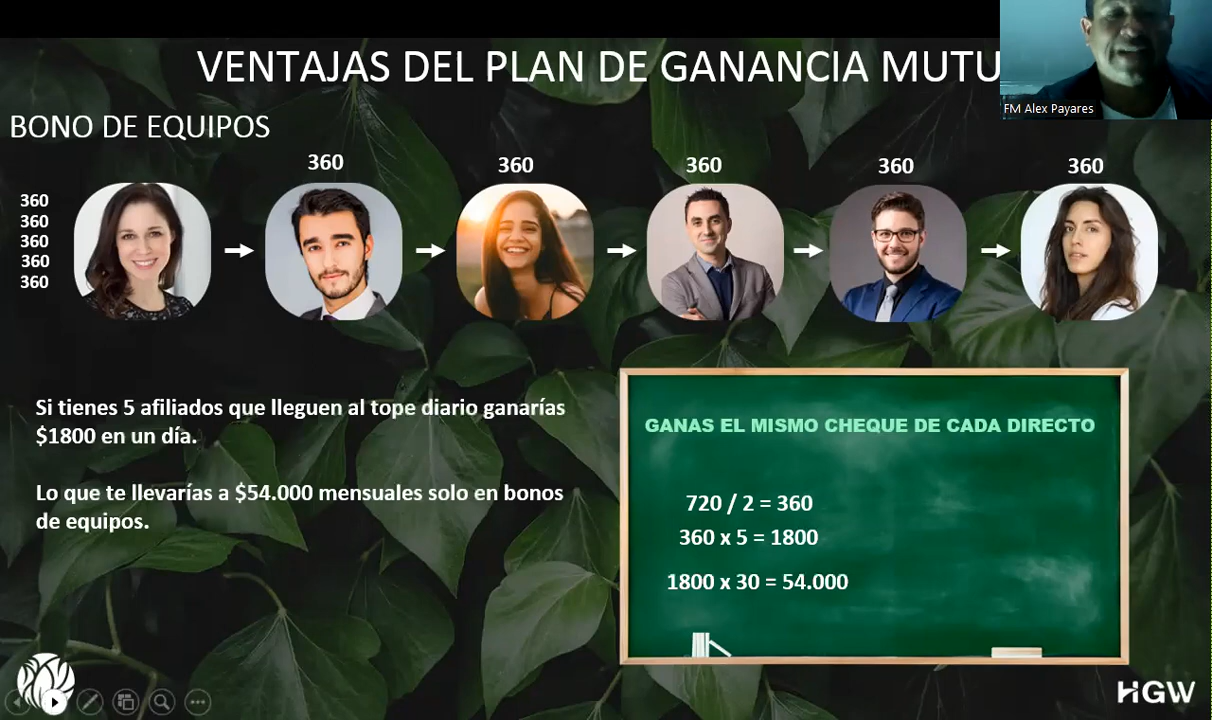 VENTAJAS DEL PLAN DE GANANCIA MUTU
FM Alex Payares
BONO DE EQUIPOS
360
360
360
360
360
360
360
360
360
360
Si tienes 5 afiliados que lleguen al tope diario ganarías
$1800 en un día.
Lo que te llevarías a $54.000 mensuales solo en bonos
de equipos.
GANAS EL MISMO CHEQUE DE CADA DIRECTO
720 / 2 = 360
360 x 5 = 1800
1800 x 30 = 54.000
HGW